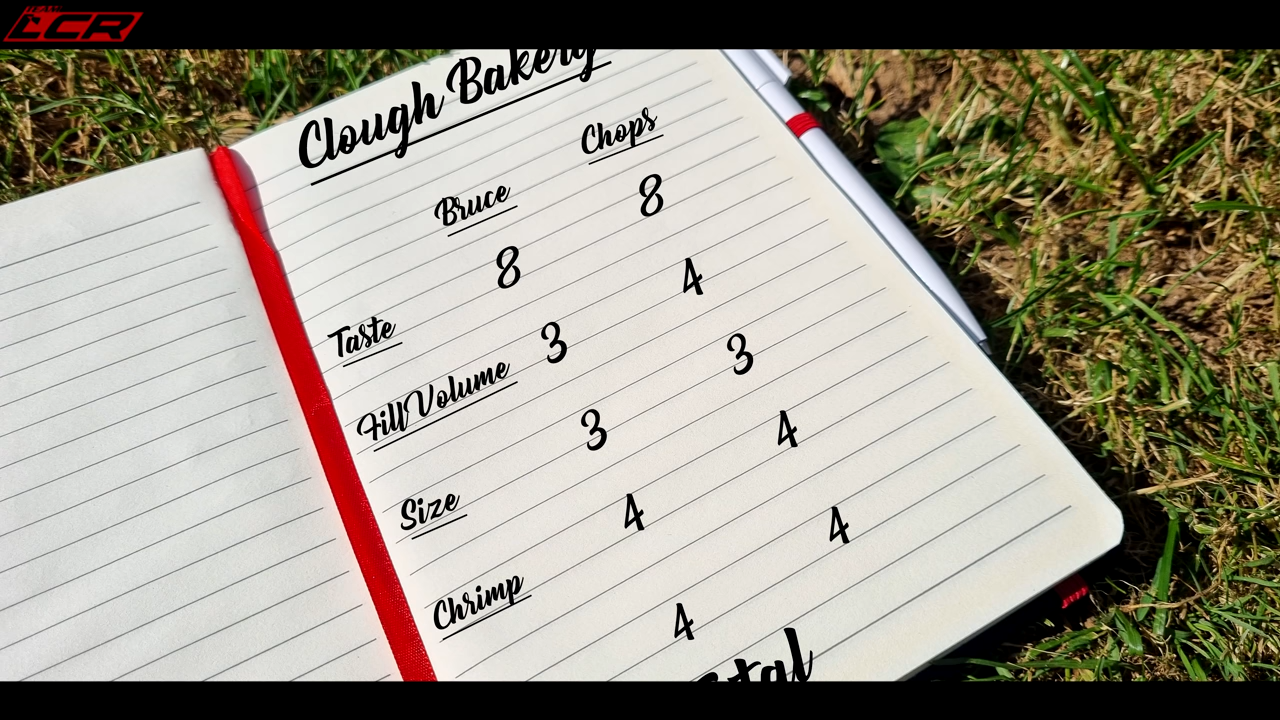 LCR
Clough Bakery
Bruce Chops
Taste 8 8
Fill Volume 3 4
Size 3 3
Chrimp 4 4
4 4